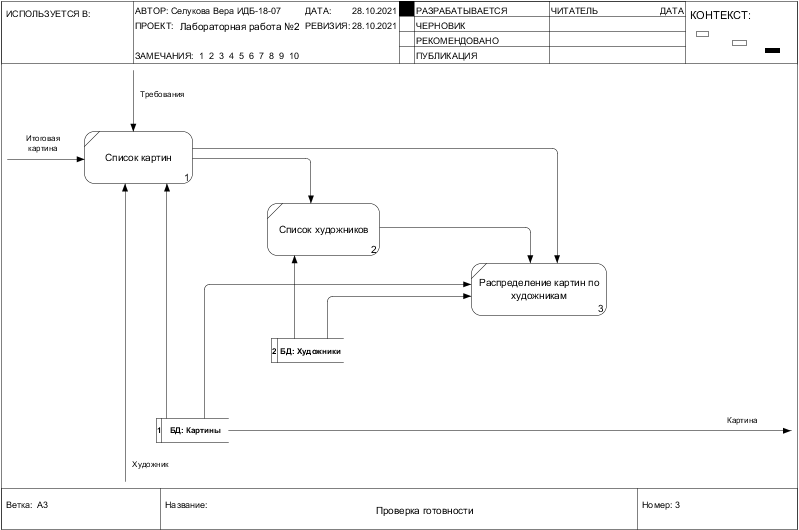 ИСПОЛЬЗУЕТСЯ В:
АВТОР: Селукова Вера ИДБ-18-07 ДАТА: 28.10.2021
ПРОЕКТ: Лабораторная работа №2 РЕВИЗИЯ: 28.10.2021
ЗАМЕЧАНИЯ: 1 2 3 4 5 6 7 8 9 10
РАЗРАБАТЫВАЕТСЯ
ЧЕРНОВИК
РЕКОМЕНДОВАНО
ПУБЛИКАЦИЯ
ЧИТАТЕЛЬ ДАТА
КОНТЕКСТ:
Требования
Итоговая
картина
Список картин
1
Список художников
2
Распределение картин по
художникам
3
2 БД: Художники
1 БД: Картины
Картина
Художник
Ветка: A3
Название:
Проверка готовности
Номер: 3